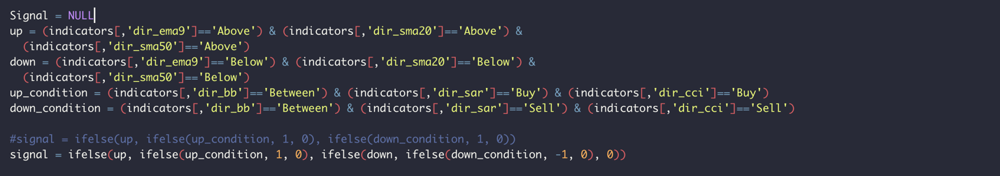 Signal = NULL
up = (indicators[,'dir_ema9']=='Above') & (indicators[,'dir_sma20']=='Above') &
  (indicators[,'dir_sma50']=='Above')
down = (indicators[,'dir_ema9']=='Below') & (indicators[,'dir_sma20']=='Below') &
  (indicators[,'dir_sma50']=='Below')
up_condition = (indicators[,'dir_bb']=='Between') & (indicators[,'dir_sar']=='Buy') & (indicators[,'dir_cci']=='Buy')
down_condition = (indicators[,'dir_bb']=='Between') & (indicators[,'dir_sar']=='Sell') & (indicators[,'dir_cci']=='Sell')

#signal = ifelse(up, ifelse(up_condition, 1, 0), ifelse(down_condition, 1, 0))
signal = ifelse(up, ifelse(up_condition, 1, 0), ifelse(down, ifelse(down_condition, -1, 0), 0))